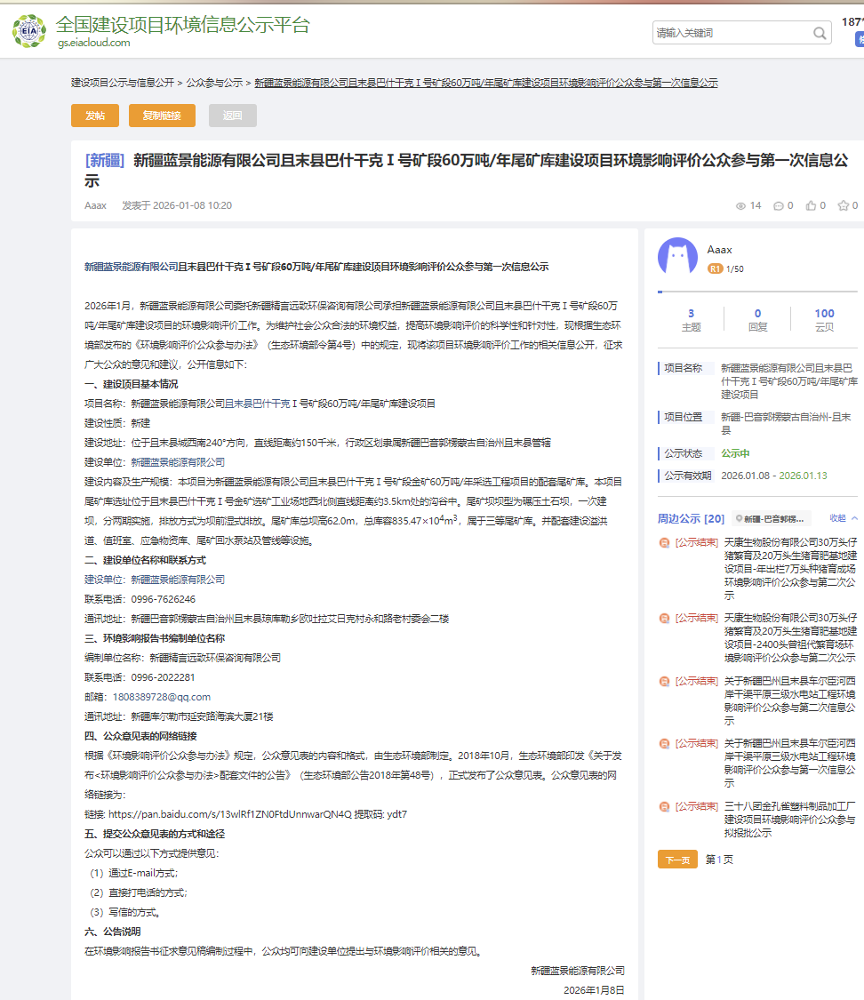 EIA
全国建设项目环境信息公示平台
gs.eiacloud.com
请输入关键词
187*
建设项目公示与信息公开 > 公众参与公示 > 新疆蓝景能源有限公司且末县巴什干克Ⅰ号矿段60万吨/年尾矿库建设项目环境影响评价公众参与第一次信息公示
发帖
复制链接
返回
[新疆] 新疆蓝景能源有限公司且末县巴什干克Ⅰ号矿段60万吨/年尾矿库建设项目环境影响评价公众参与第一次信息公
示
Aaax 发表于 2026-01-08 10:20
14 0 0 0
新疆蓝景能源有限公司且末县巴什干克Ⅰ号矿段60万吨/年尾矿库建设项目环境影响评价公众参与第一次信息公示
2026年1月，新疆蓝景能源有限公司委托新疆精言远致环保咨询有限公司承担新疆蓝景能源有限公司且末县巴什干克Ⅰ号矿段60万
吨/年尾矿库建设项目的环境影响评价工作。为维护社会公众合法的环境权益，提高环境影响评价的科学性和针对性，现根据生态环
境部发布的《环境影响评价公众参与办法》（生态环境部令第4号）中的规定，现将该项目环境影响评价工作的相关信息公开，征求
广大公众的意见和建议，公开信息如下：
一、建设项目基本情况
项目名称：新疆蓝景能源有限公司且末县巴什干克Ⅰ号矿段60万吨/年尾矿库建设项目
建设性质：新建
建设地址：位于且末县城西南240°方向，直线距离约150千米，行政区划隶属新疆巴音郭楞蒙古自治州且末县管辖
建设单位：新疆蓝景能源有限公司
建设内容及生产规模：本项目为新疆蓝景能源有限公司且末县巴什干克Ⅰ号矿段金矿60万吨/年采选工程项目的配套尾矿库。本项目
尾矿库选址位于且末县巴什干克Ⅰ号金矿选矿工业场地西北侧直线距离约3.5km处的沟谷中。尾矿坝坝型为碾压土石坝，一次建
坝，分两期实施，排放方式为坝前湿式排放。尾矿库总坝高62.0m，总库容835.47×10⁴m³，属于三等尾矿库。并配套建设溢洪
道、值班室、应急物资库、尾矿回水泵站及管线等设施。
二、建设单位名称和联系方式
建设单位：新疆蓝景能源有限公司
联系电话：0996-7626246
通讯地址：新疆巴音郭楞蒙古自治州且末县琼库勒乡欧吐拉艾日克村永和路老村委会二楼
三、环境影响报告书编制单位名称
编制单位名称：新疆精言远致环保咨询有限公司
联系电话：0996-2022281
邮箱：1808389728@qq.com
通讯地址：新疆库尔勒市延安路海滨大厦21楼
四、公众意见表的网络链接
根据《环境影响评价公众参与办法》规定，公众意见表的内容和格式，由生态环境部制定。2018年10月，生态环境部印发《关于发
布<环境影响评价公众参与办法>配套文件的公告》（生态环境部公告2018年第48号），正式发布了公众意见表。公众意见表的网
络链接为：
链接: https://pan.baidu.com/s/13wlRf1ZN0FtdUnnwarQN4Q 提取码: ydt7
五、提交公众意见表的方式和途径
公众可以通过以下方式提供意见：
（1）通过E-mail方式；
（2）直接打电话的方式；
（3）写信的方式。
六、公告说明
在环境影响报告书征求意见稿编制过程中，公众均可向建设单位提出与环境影响评价相关的意见。
新疆蓝景能源有限公司
2026年1月8日
Aaax
R1 1/50
3 0 100
主题 回复 云贝
项目名称 新疆蓝景能源有限公司且末县巴
什干克Ⅰ号矿段60万吨/年尾矿库
建设项目
项目位置 新疆-巴音郭楞蒙古自治州-且末
县
公示状态 公示中
公示有效期 2026.01.08 - 2026.01.13
周边公示 [20] 新疆-巴音郭楞... 收起
[公示结束] 天康生物股份有限公司30万头仔
猪繁育及20万头生猪育肥基地建
设项目-年出栏7万头种猪育成场
环境影响评价公众参与第二次公
示
[公示结束] 天康生物股份有限公司30万头仔
猪繁育及20万头生猪育肥基地建
设项目-2400头曾祖代繁育场环
境影响评价公众参与第二次公示
[公示结束] 关于新疆巴州且末县车尔臣河西
岸干渠平原三级水电站工程环境
影响评价公众参与第二次信息公
示
[公示结束] 关于新疆巴州且末县车尔臣河西
岸干渠平原三级水电站工程环境
影响评价公众参与第一次信息公
示
[公示结束] 三十八团金孔雀塑料制品加工厂
建设项目环境影响评价公众参与
拟报批公示
下一页 第1页